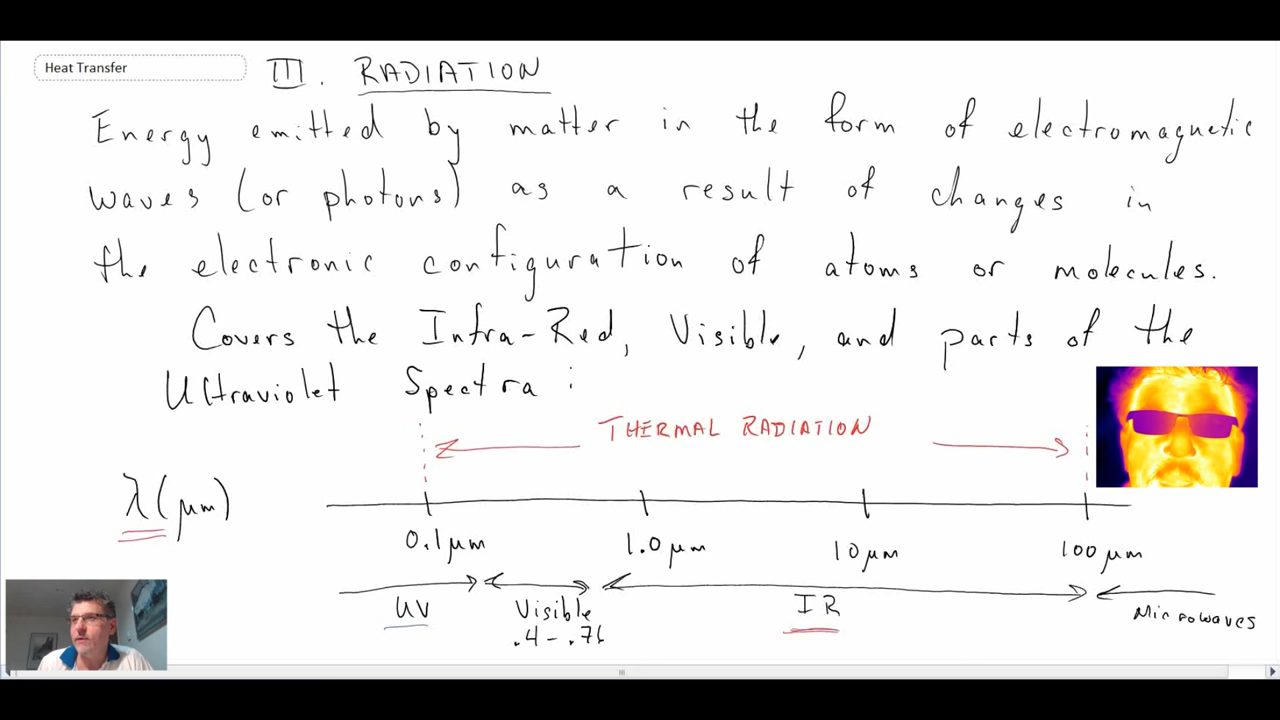 Heat Transfer
III. RADIATION
Energy emitted by matter in the form of electromagnetic
waves (or photons) as a result of changes in
the electronic configuration of atoms or molecules.
Covers the Infra-Red, Visible, and parts of the
Ultraviolet Spectra:
THERMAL RADIATION
λ(μm)
0.1μm 1.0μm 10μm 100μm
UV Visible IR Microwaves
.4-.76